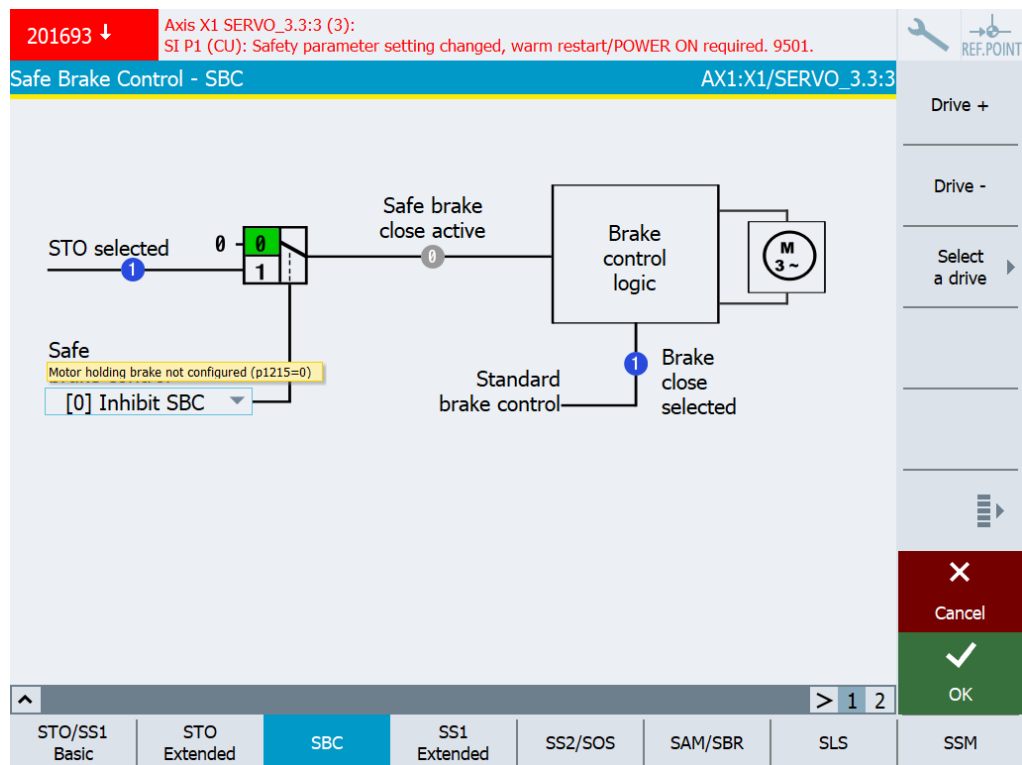 201693
Axis X1 SERVO_3.3:3 (3):
SI P1 (CU): Safety parameter setting changed, warm restart/POWER ON required. 9501.
REF.POINT
Safe Brake Control - SBC
AX1:X1/SERVO_3.3:3
Drive +
Drive -
Select
a drive
Safe brake
close active
STO selected
0
0
1
1
0
Brake
control
logic
M
3 ~
Safe
Motor holding brake not configured (p1215=0)
[0] Inhibit SBC
1
Brake
close
selected
Standard
brake control
Cancel
OK
> 1 2
STO/SS1
Basic
STO
Extended
SBC
SS1
Extended
SS2/SOS
SAM/SBR
SLS
SSM